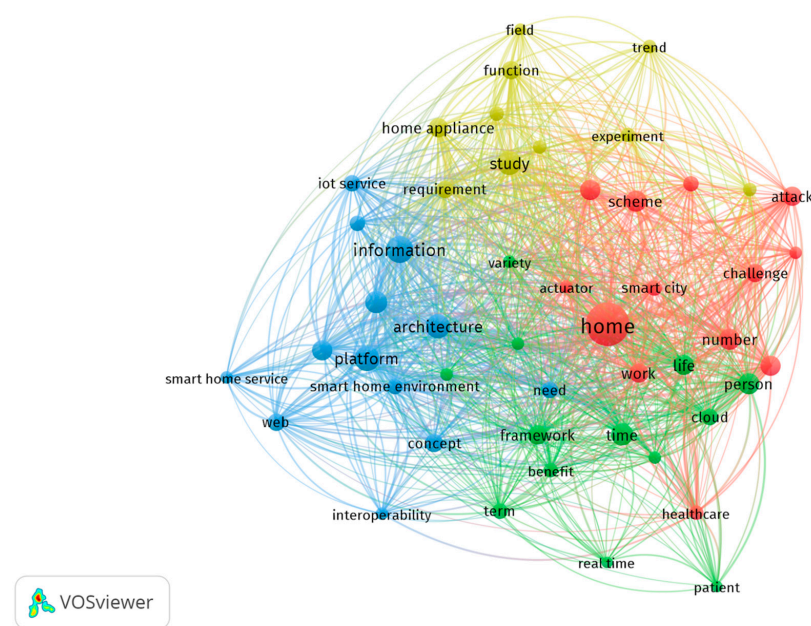 field
trend
function
home appliance
experiment
study
iot service
requirement
scheme
attack
information
variety
challenge
actuator
smart city
architecture
home
number
platform
life
smart home service
smart home environment
need
work
person
web
cloud
concept
framework
time
benefit
interoperability
term
healthcare
real time
patient
VOSviewer